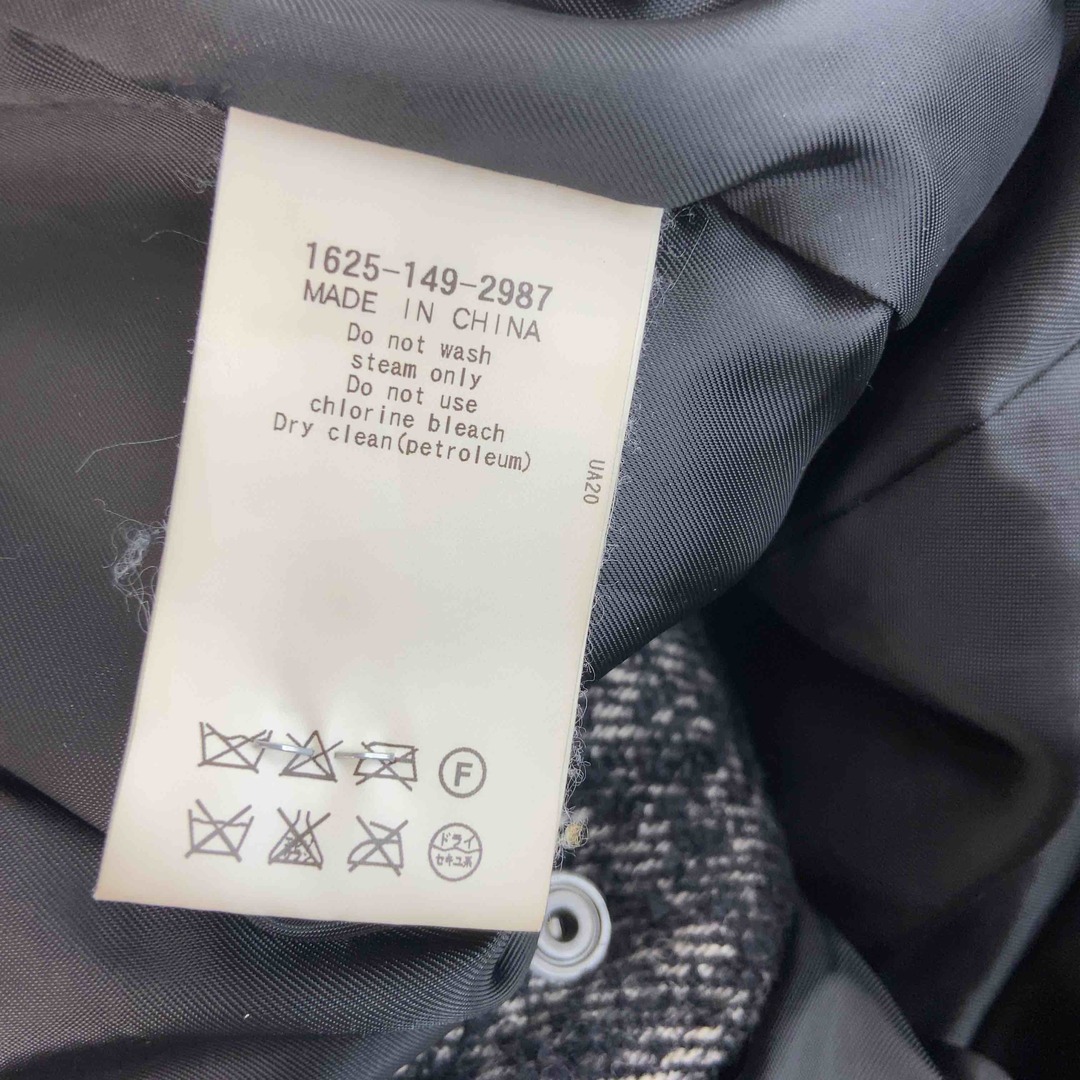 1625-149-2987
MADE IN CHINA
Do not wash
steam only
Do not use
chlorine bleach
Dry clean(petroleum)
UA20
F
ドライ
セキユ系